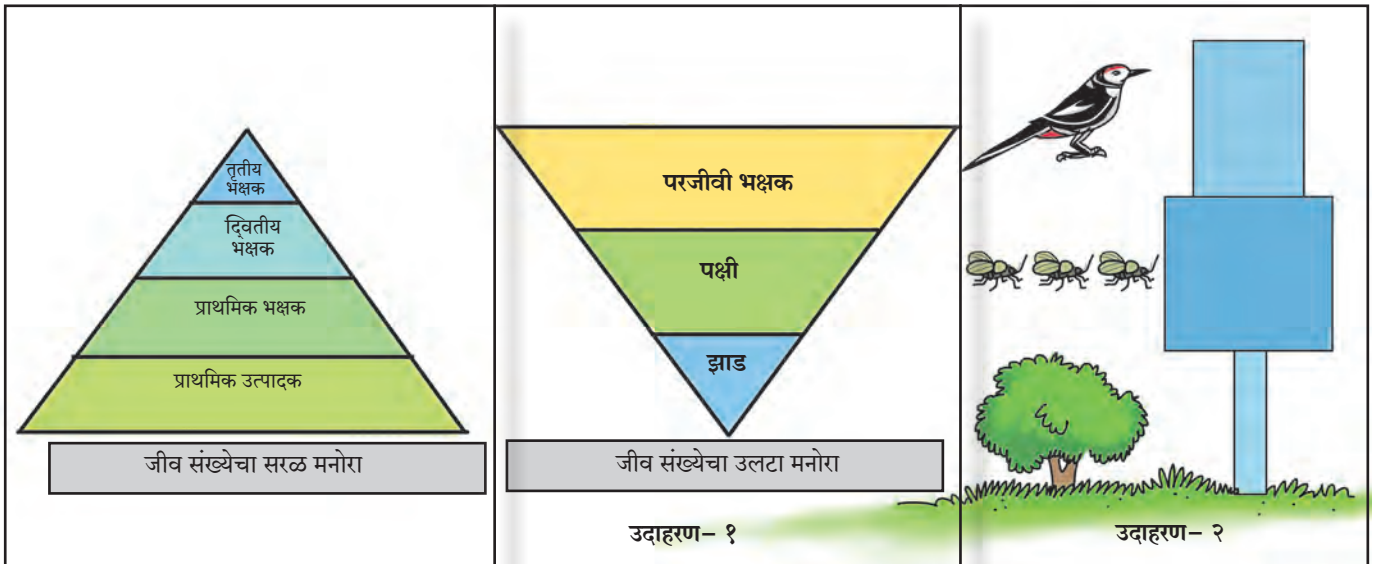 तृतीय
भक्षक
द्वितीय
भक्षक
प्राथमिक भक्षक
प्राथमिक उत्पादक
जीव संख्येचा सरळ मनोरा
परजीवी भक्षक
पक्षी
झाड
जीव संख्येचा उलटा मनोरा
उदाहरण– १
उदाहरण– २